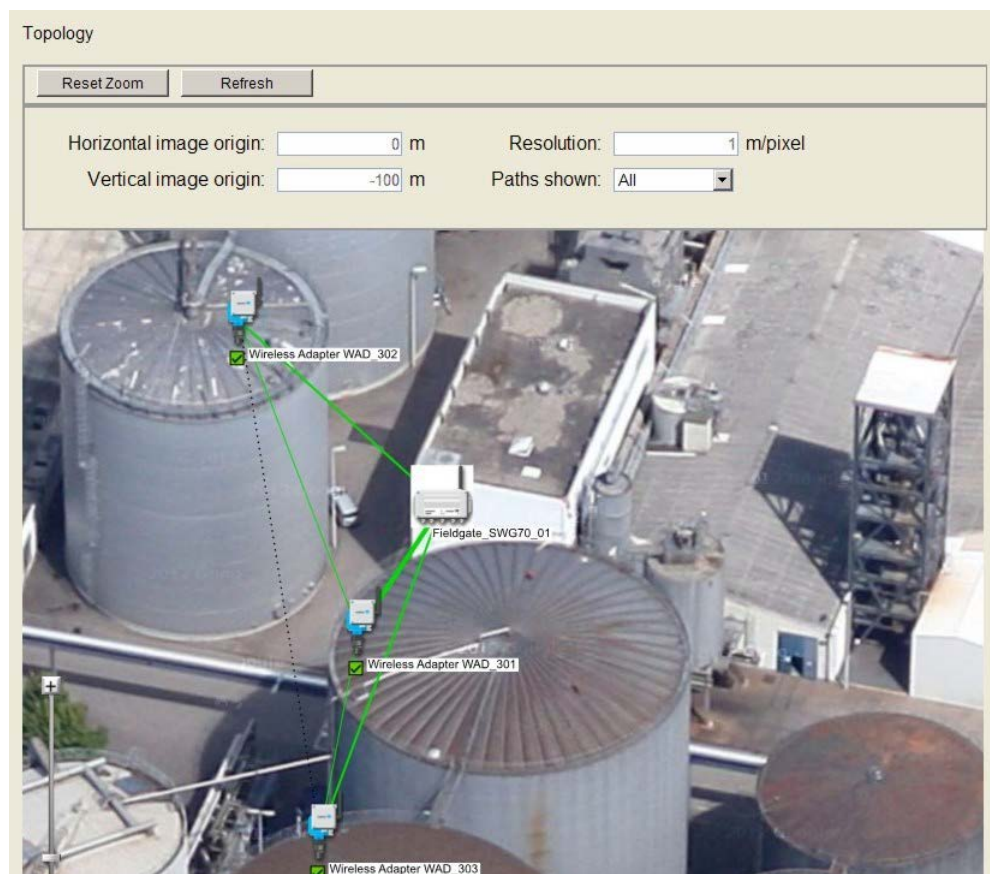 Topology
Reset Zoom Refresh
Horizontal image origin: 0 m Resolution: 1 m/pixel
Vertical image origin: -100 m Paths shown: All
Wireless Adapter WAD_302
Fieldgate_SWG70_01
Wireless Adapter WAD_301
+
Wireless Adapter WAD_303